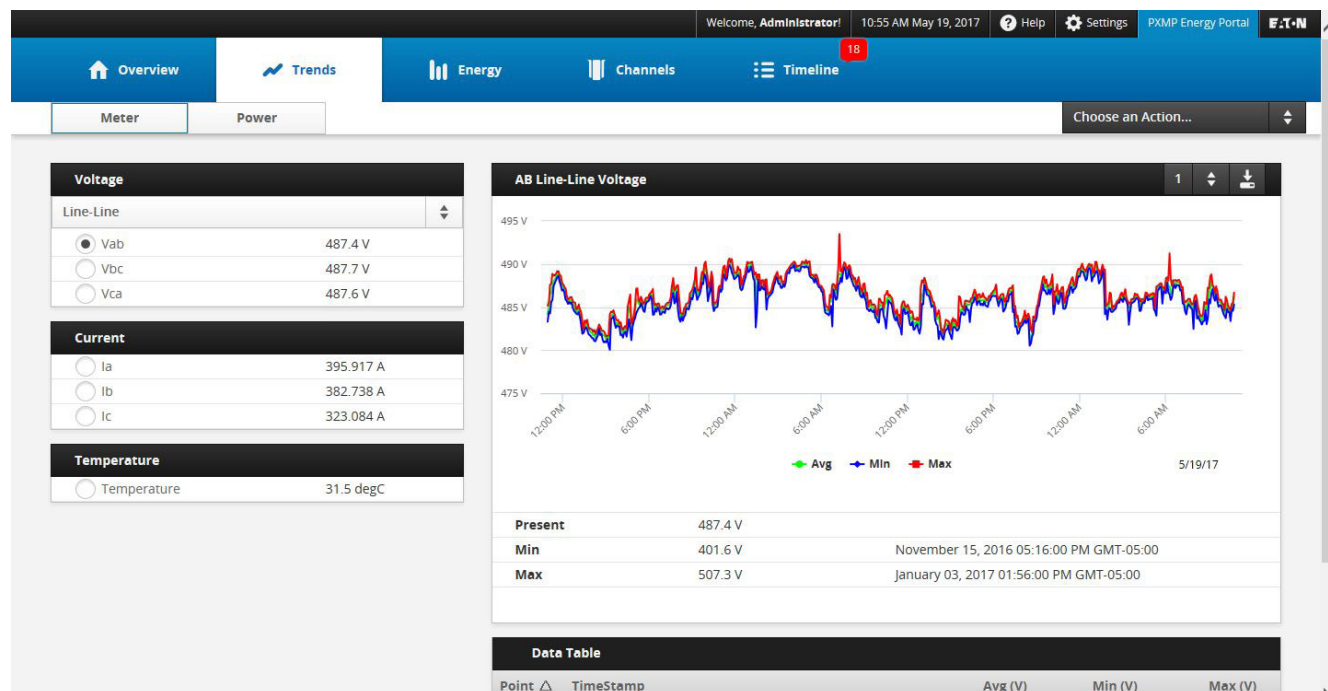 Welcome, Administrator! 10:55 AM May 19, 2017 Help Settings PXMP Energy Portal EATON
18
Overview Trends Energy Channels Timeline
Meter Power Choose an Action...
Voltage
Line-Line
Vab 487.4 V
Vbc 487.7 V
Vca 487.6 V
Current
Ia 395.917 A
Ib 382.738 A
Ic 323.084 A
Temperature
Temperature 31.5 degC
AB Line-Line Voltage 1
495 V
490 V
485 V
480 V
475 V
12:00 PM 6:00 PM 12:00 AM 6:00 AM 12:00 PM 6:00 PM 12:00 AM 6:00 AM
Avg Min Max 5/19/17
Present 487.4 V
Min 401.6 V November 15, 2016 05:16:00 PM GMT-05:00
Max 507.3 V January 03, 2017 01:56:00 PM GMT-05:00
Data Table
Point TimeStamp Avg (V) Min (V) Max (V)